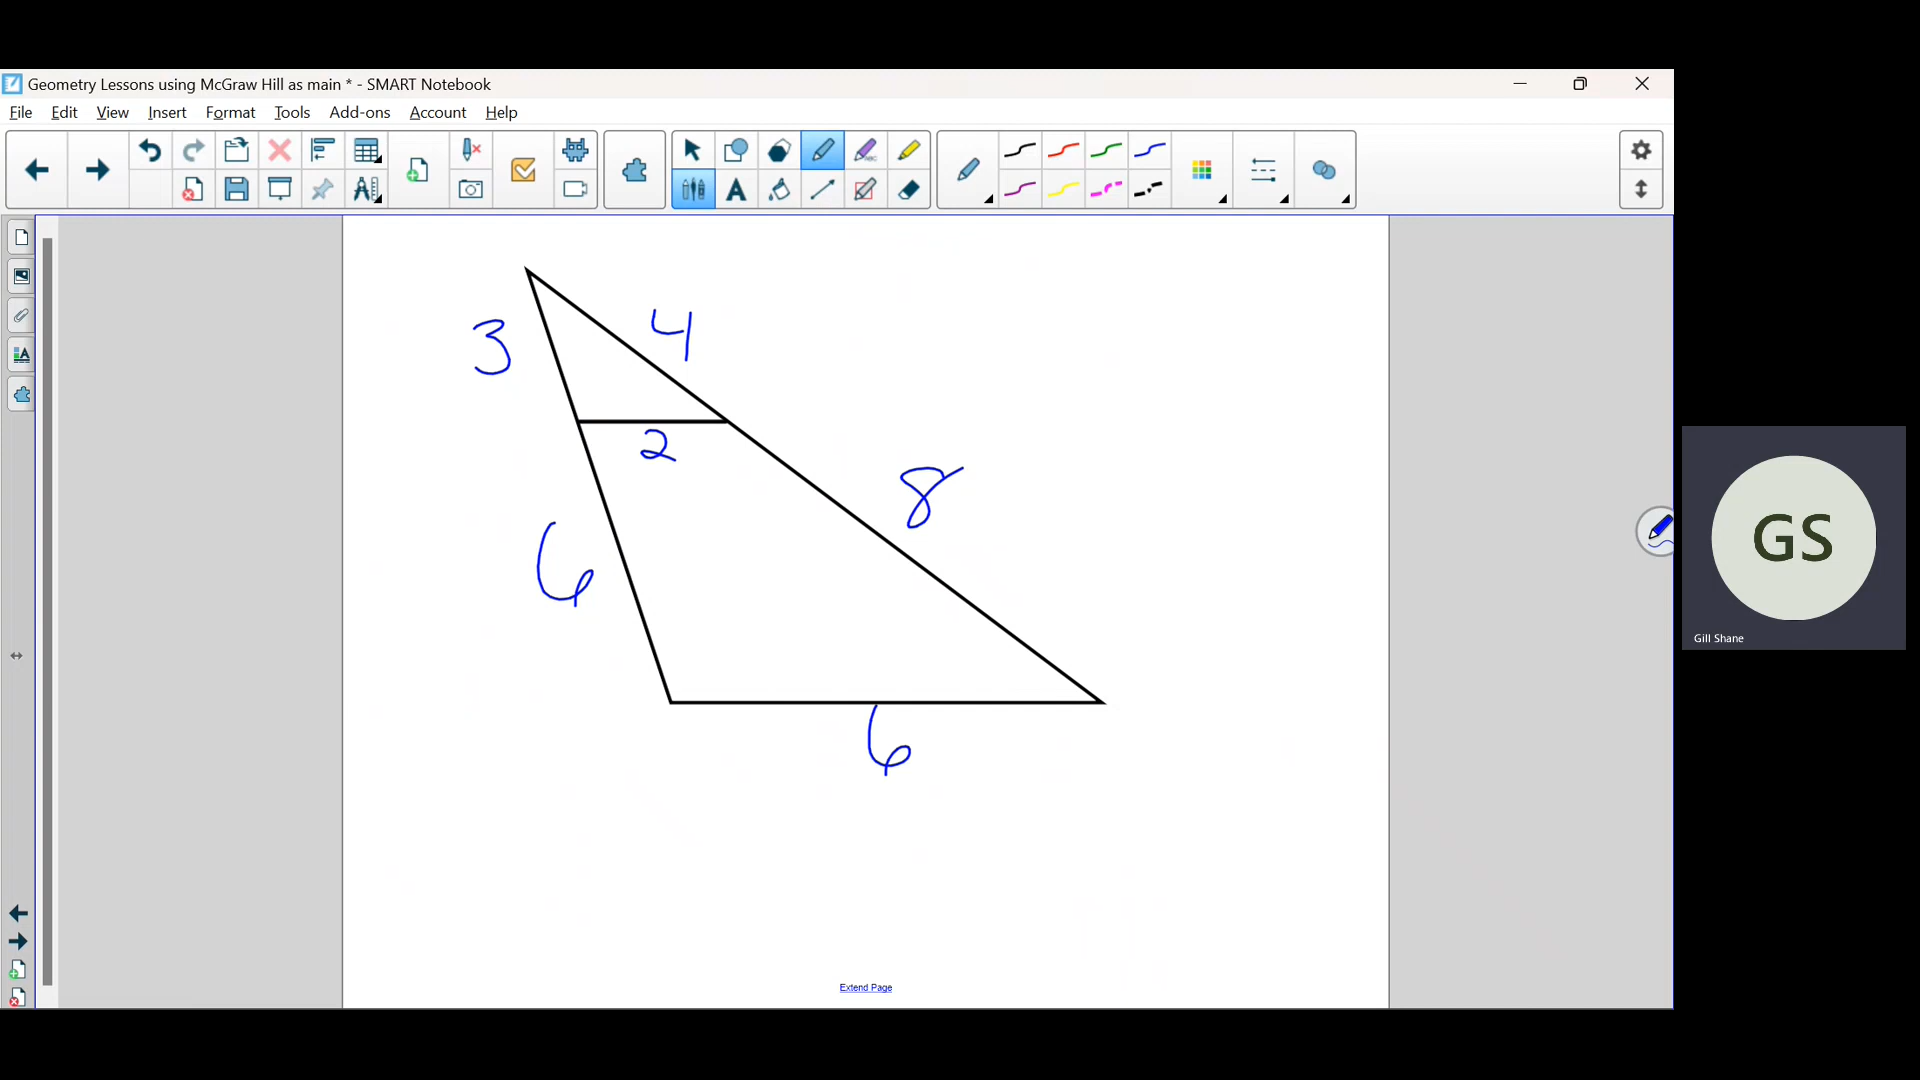 Geometry Lessons using McGraw Hill as main * - SMART Notebook
File Edit View Insert Format Tools Add-ons Account Help
3
4
2
8
6
6
GS
Gill Shane
Extend Page